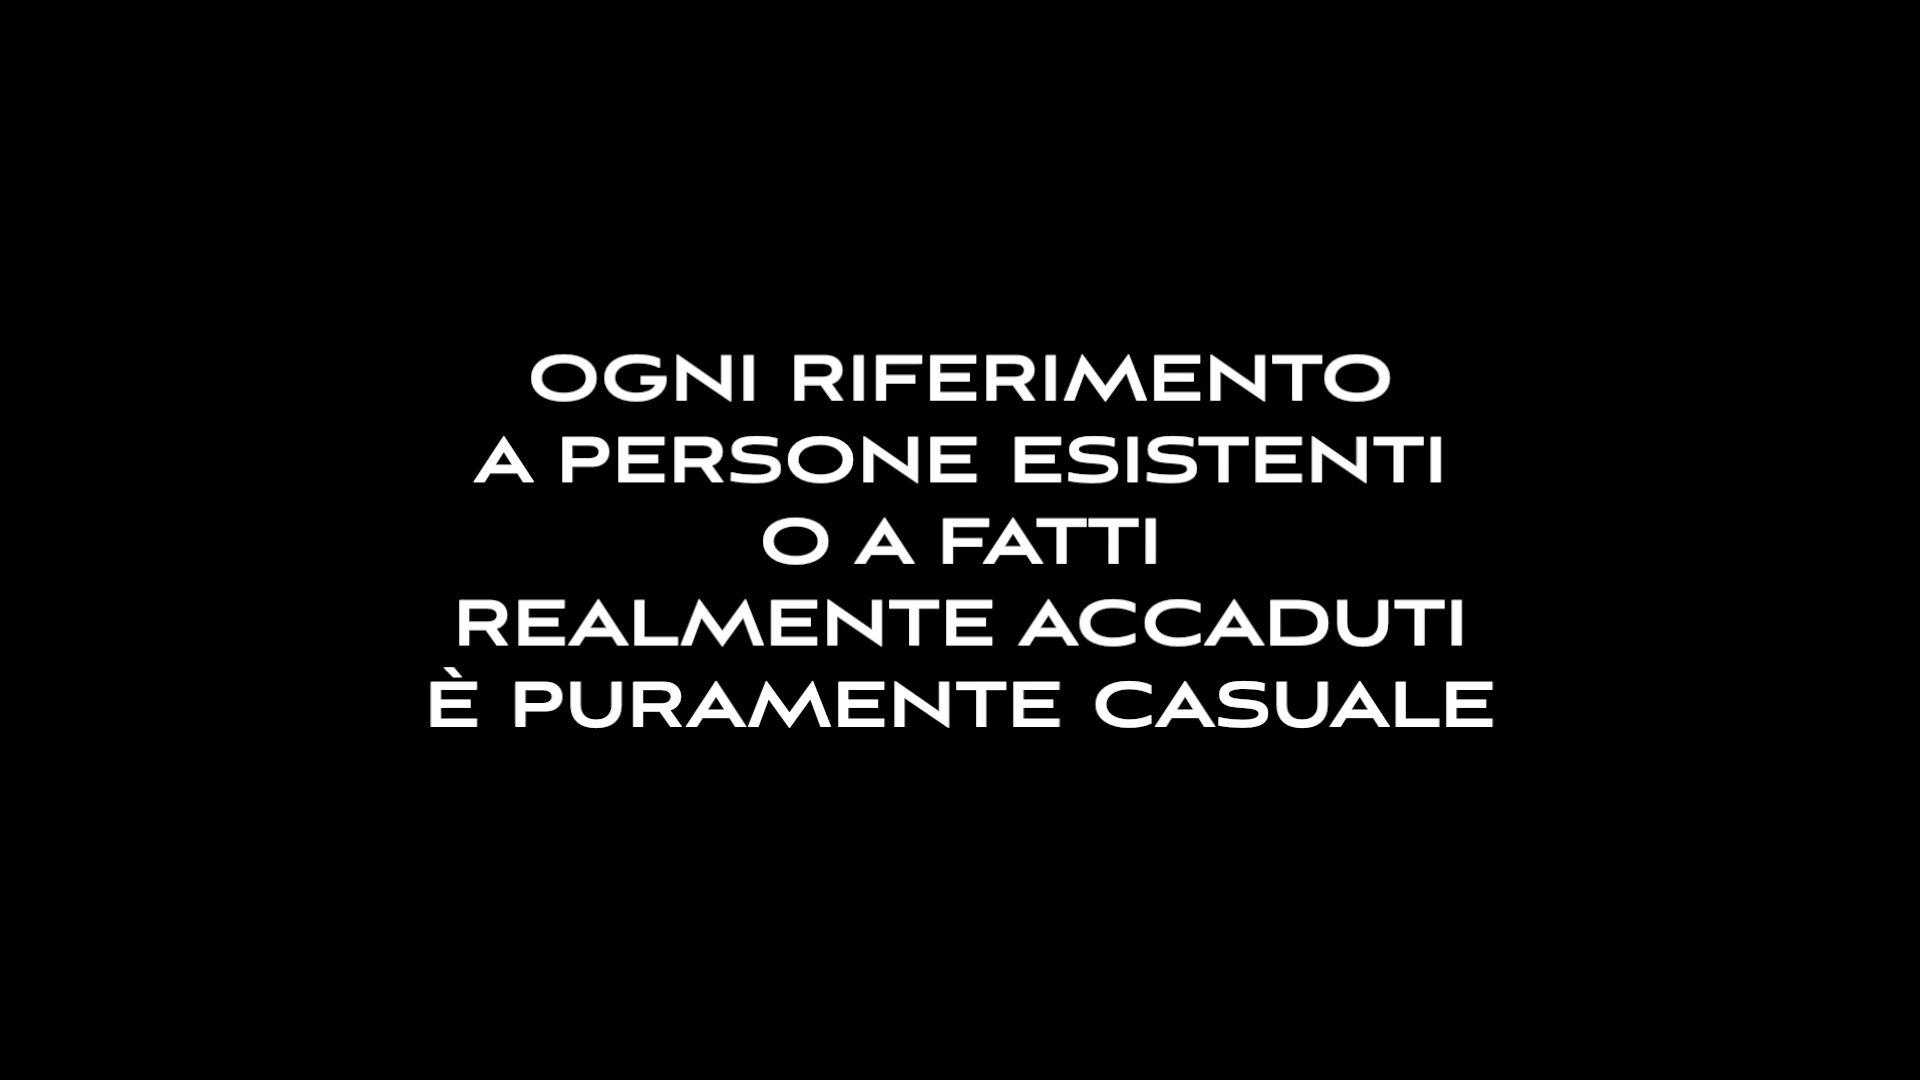 OGNI RIFERIMENTO
A PERSONE ESISTENTI
O A FATTI
REALMENTE ACCADUTI
È PURAMENTE CASUALE